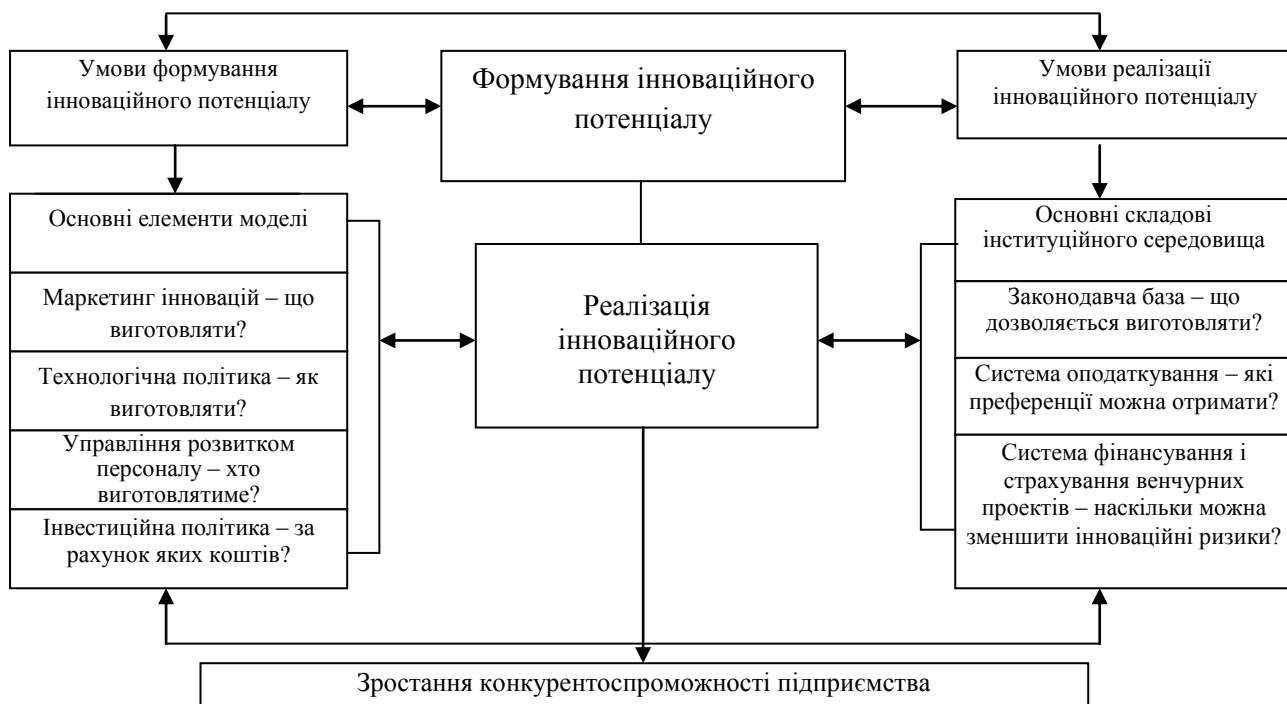 Умови формування
інноваційного потенціалу
Формування інноваційного
потенціалу
Умови реалізації
інноваційного потенціалу
Основні елементи моделі
Маркетинг інновацій – що
виготовляти?
Технологічна політика – як
виготовляти?
Управління розвитком
персоналу – хто
виготовлятиме?
Інвестиційна політика – за
рахунок яких коштів?
Реалізація
інноваційного
потенціалу
Основні складові
інституційного середовища
Законодавча база – що
дозволяється виготовляти?
Система оподаткування – які
преференції можна отримати?
Система фінансування і
страхування венчурних
проектів – наскільки можна
зменшити інноваційні ризики?
Зростання конкурентоспроможності підприємства